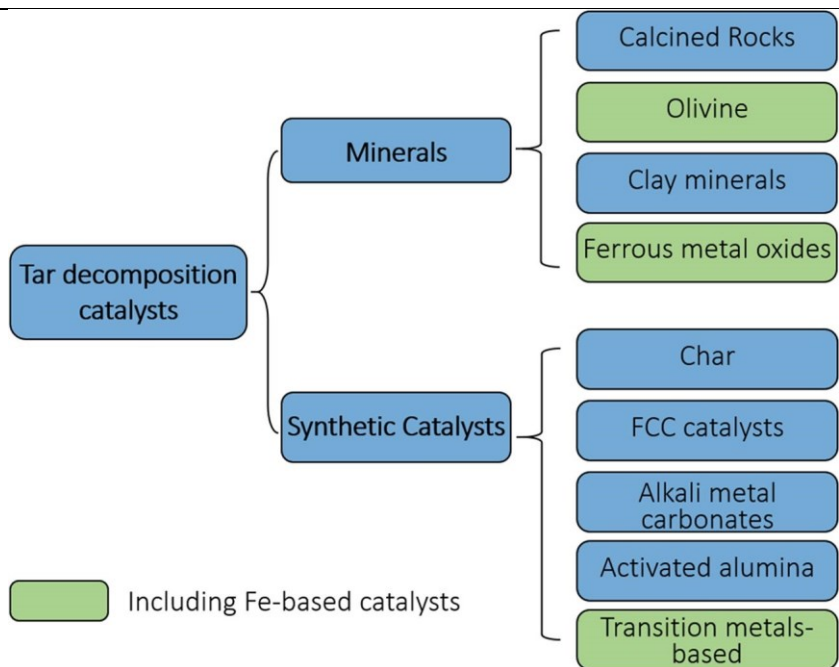 Tar decomposition
catalysts
Minerals
Calcined Rocks
Olivine
Clay minerals
Ferrous metal oxides
Synthetic Catalysts
Char
FCC catalysts
Alkali metal
carbonates
Activated alumina
Transition metals-
based
Including Fe-based catalysts